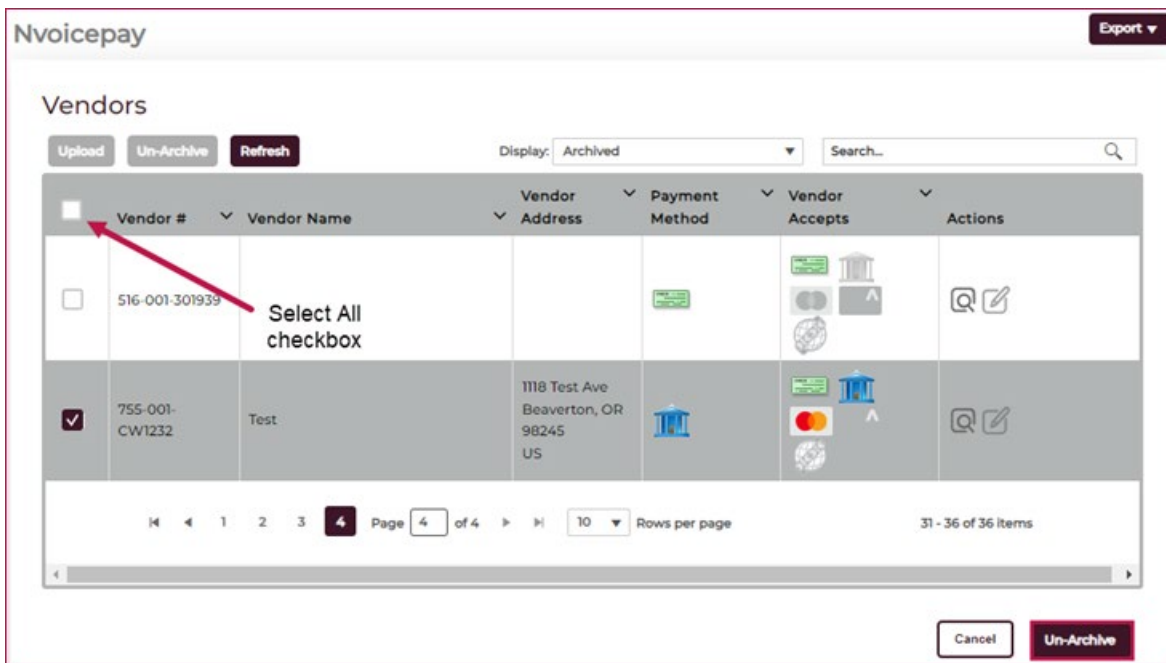 Nvoicepay
Export
Vendors
Upload Un-Archive Refresh Display: Archived Search...
Vendor # Vendor Name Vendor Address Payment Method Vendor Accepts Actions
516-001-301939
Select All
checkbox
755-001-
CW1232
Test
1118 Test Ave
Beaverton, OR
98245
US
1 2 3 4 Page 4 of 4 10 Rows per page 31 - 36 of 36 items
Cancel Un-Archive